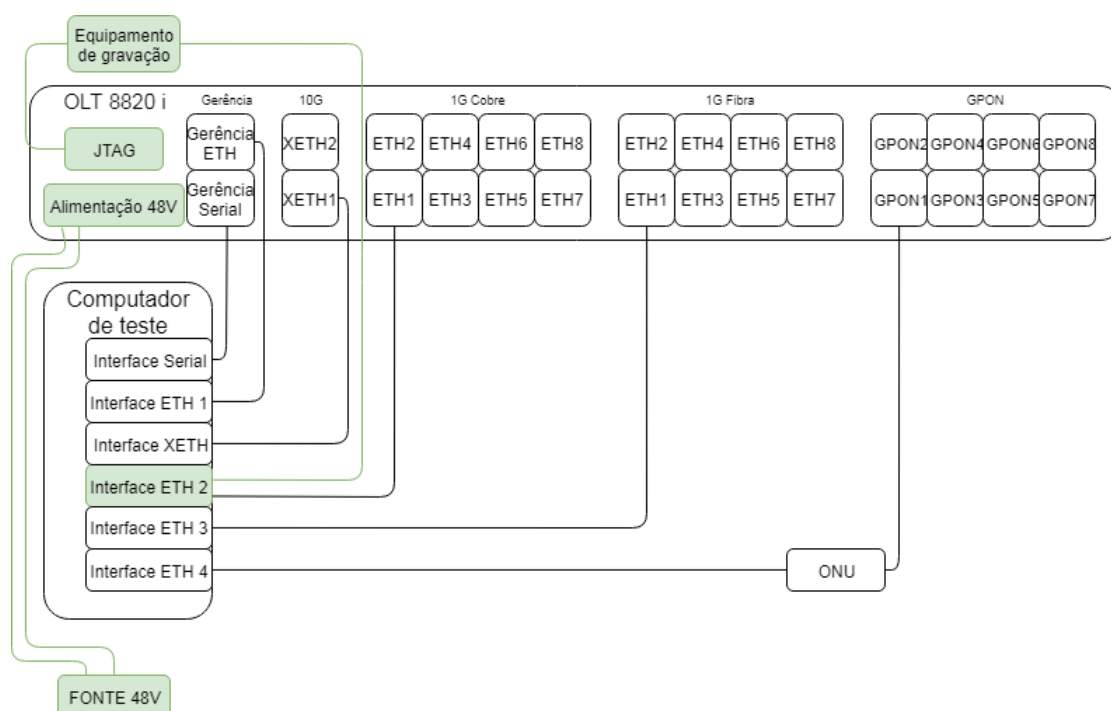 Equipamento
de gravação
OLT 8820 i
Gerência
10G
1G Cobre
1G Fibra
GPON
JTAG
Gerência
ETH
XETH2
ETH2
ETH4
ETH6
ETH8
ETH2
ETH4
ETH6
ETH8
GPON2
GPON4
GPON6
GPON8
Alimentação 48V
Gerência
Serial
XETH1
ETH1
ETH3
ETH5
ETH7
ETH1
ETH3
ETH5
ETH7
GPON1
GPON3
GPON5
GPON7
Computador
de teste
Interface Serial
Interface ETH 1
Interface XETH
Interface ETH 2
Interface ETH 3
Interface ETH 4
ONU
FONTE 48V